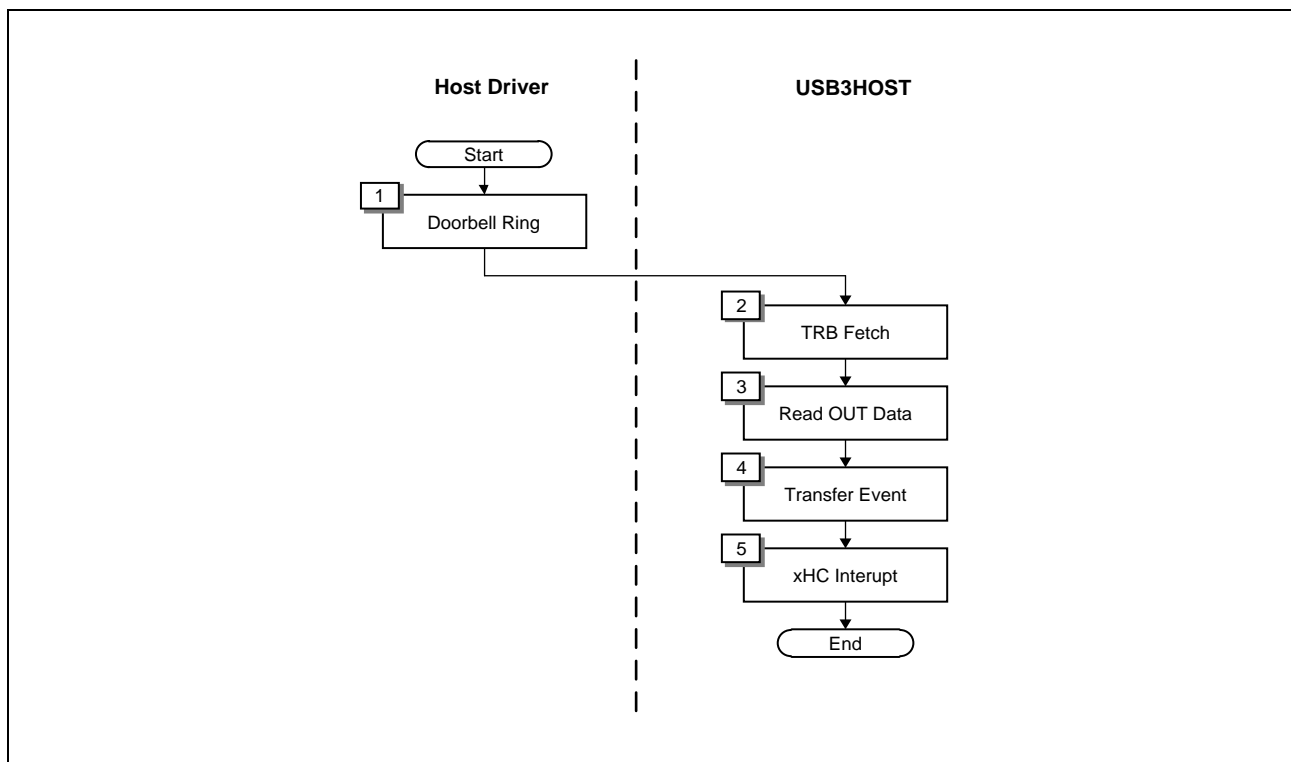 Host Driver
USB3HOST
Start
1
Doorbell Ring
2
TRB Fetch
3
Read OUT Data
4
Transfer Event
5
xHC Interupt
End